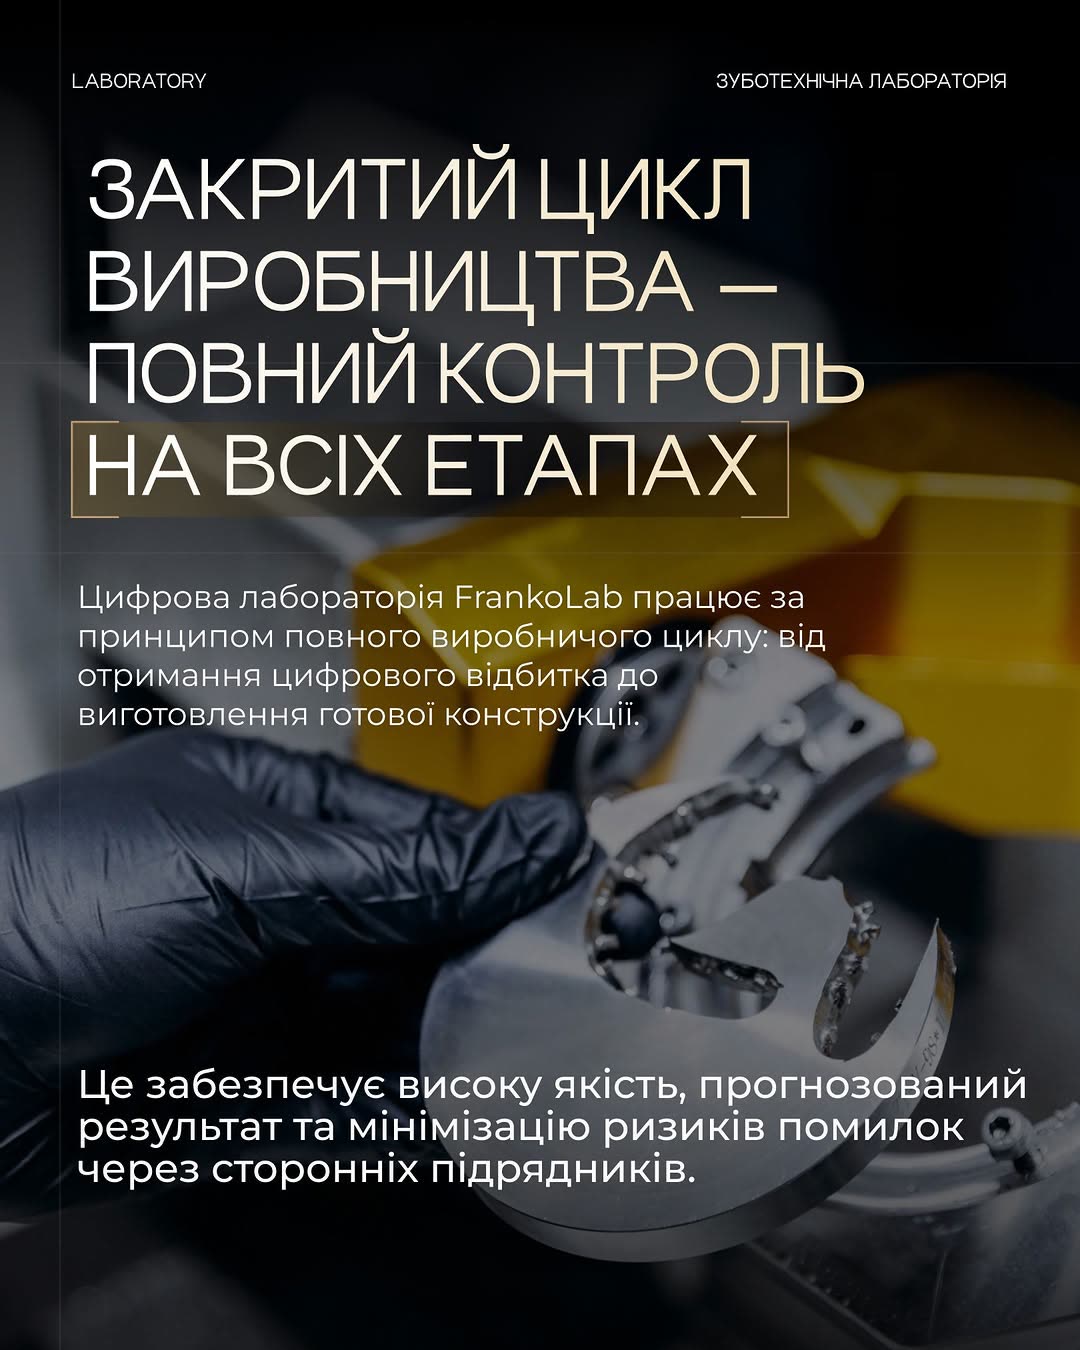 LABORATORY
ЗУБОТЕХНІЧНА ЛАБОРАТОРІЯ
ЗАКРИТИЙ ЦИКЛ
ВИРОБНИЦТВА —
ПОВНИЙ КОНТРОЛЬ
НА ВСІХ ЕТАПАХ
Цифрова лабораторія FrankoLab працює за
принципом повного виробничого циклу: від
отримання цифрового відбитка до
виготовлення готової конструкції.
Це забезпечує високу якість, прогнозований
результат та мінімізацію ризиків помилок
через сторонніх підрядників.